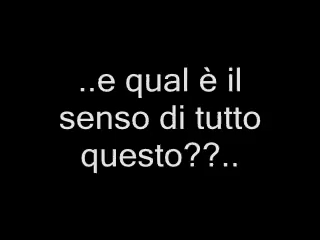 ..e qual è il
senso di tutto
questo??..